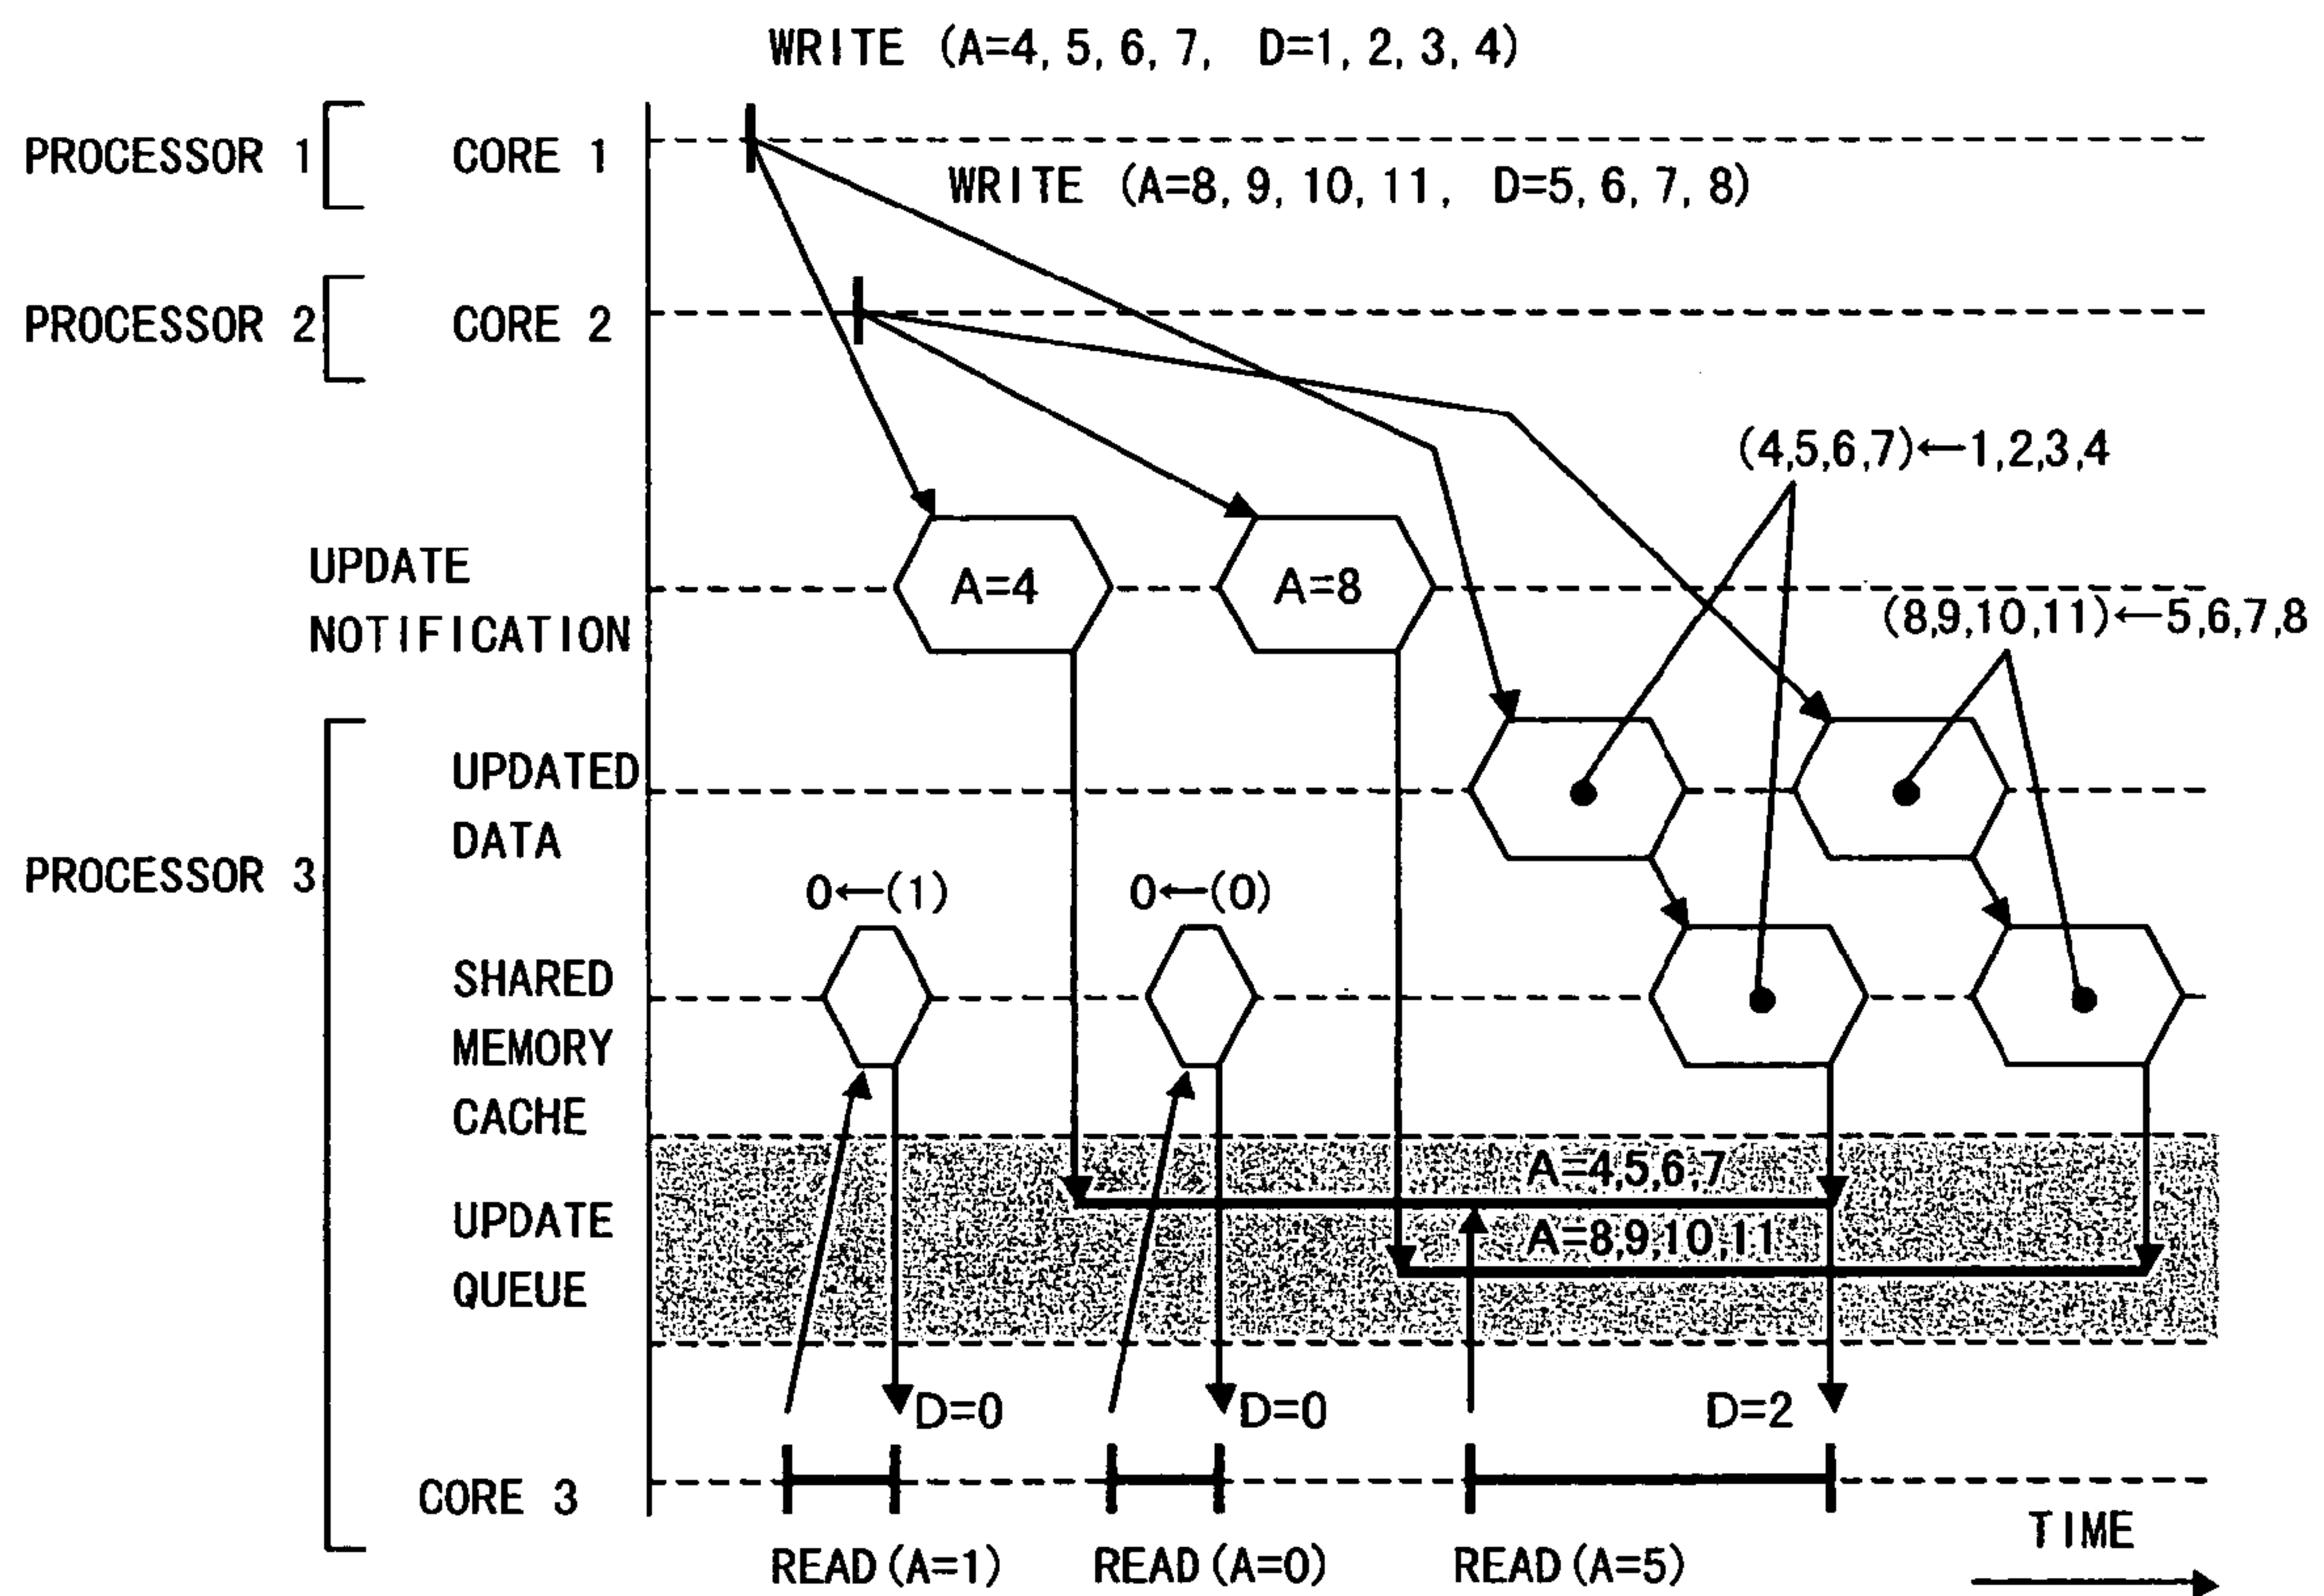 WRITE (A=4, 5, 6, 7, D=1, 2, 3, 4)
PROCESSOR 1
CORE 1
WRITE (A=8, 9, 10, 11, D=5, 6, 7, 8)
PROCESSOR 2
CORE 2
(4,5,6,7)←1,2,3,4
UPDATE
NOTIFICATION
A=4
A=8
(8,9,10,11)←5,6,7,8
PROCESSOR 3
UPDATED
DATA
0←(1)
0←(0)
SHARED
MEMORY
CACHE
UPDATE
QUEUE
A=4,5,6,7
A=8,9,10,11
D=0
D=0
D=2
CORE 3
READ(A=1)
READ(A=0)
READ(A=5)
TIME